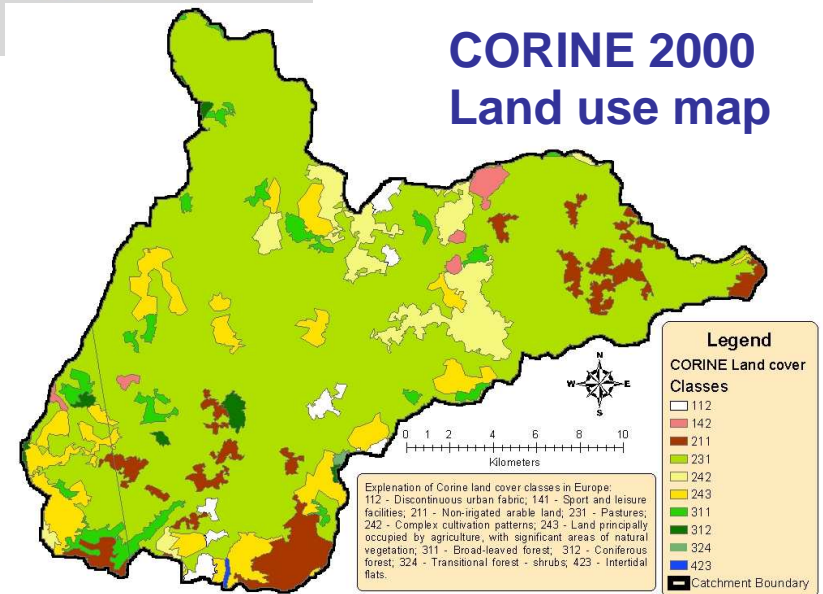 CORINE 2000
Land use map
N
W E
S
0 1 2 4 6 8 10
Kilometers
Explenation of Corine land cover classes in Europe:
112 - Discontinuous urban fabric; 141 - Sport and leisure
facilities; 211 - Non-irigated arable land; 231 - Pastures;
242 - Complex cultivation patterns; 243 - Land principally
occupied by agriculture, with significant areas of natural
vegetation; 311 - Broad-leaved forest; 312 - Coniferous
forest; 324 - Transitional forest - shrubs; 423 - Intertidal
flats.
Legend
CORINE Land cover
Classes
112
142
211
231
242
243
311
312
324
423
Catchment Boundary